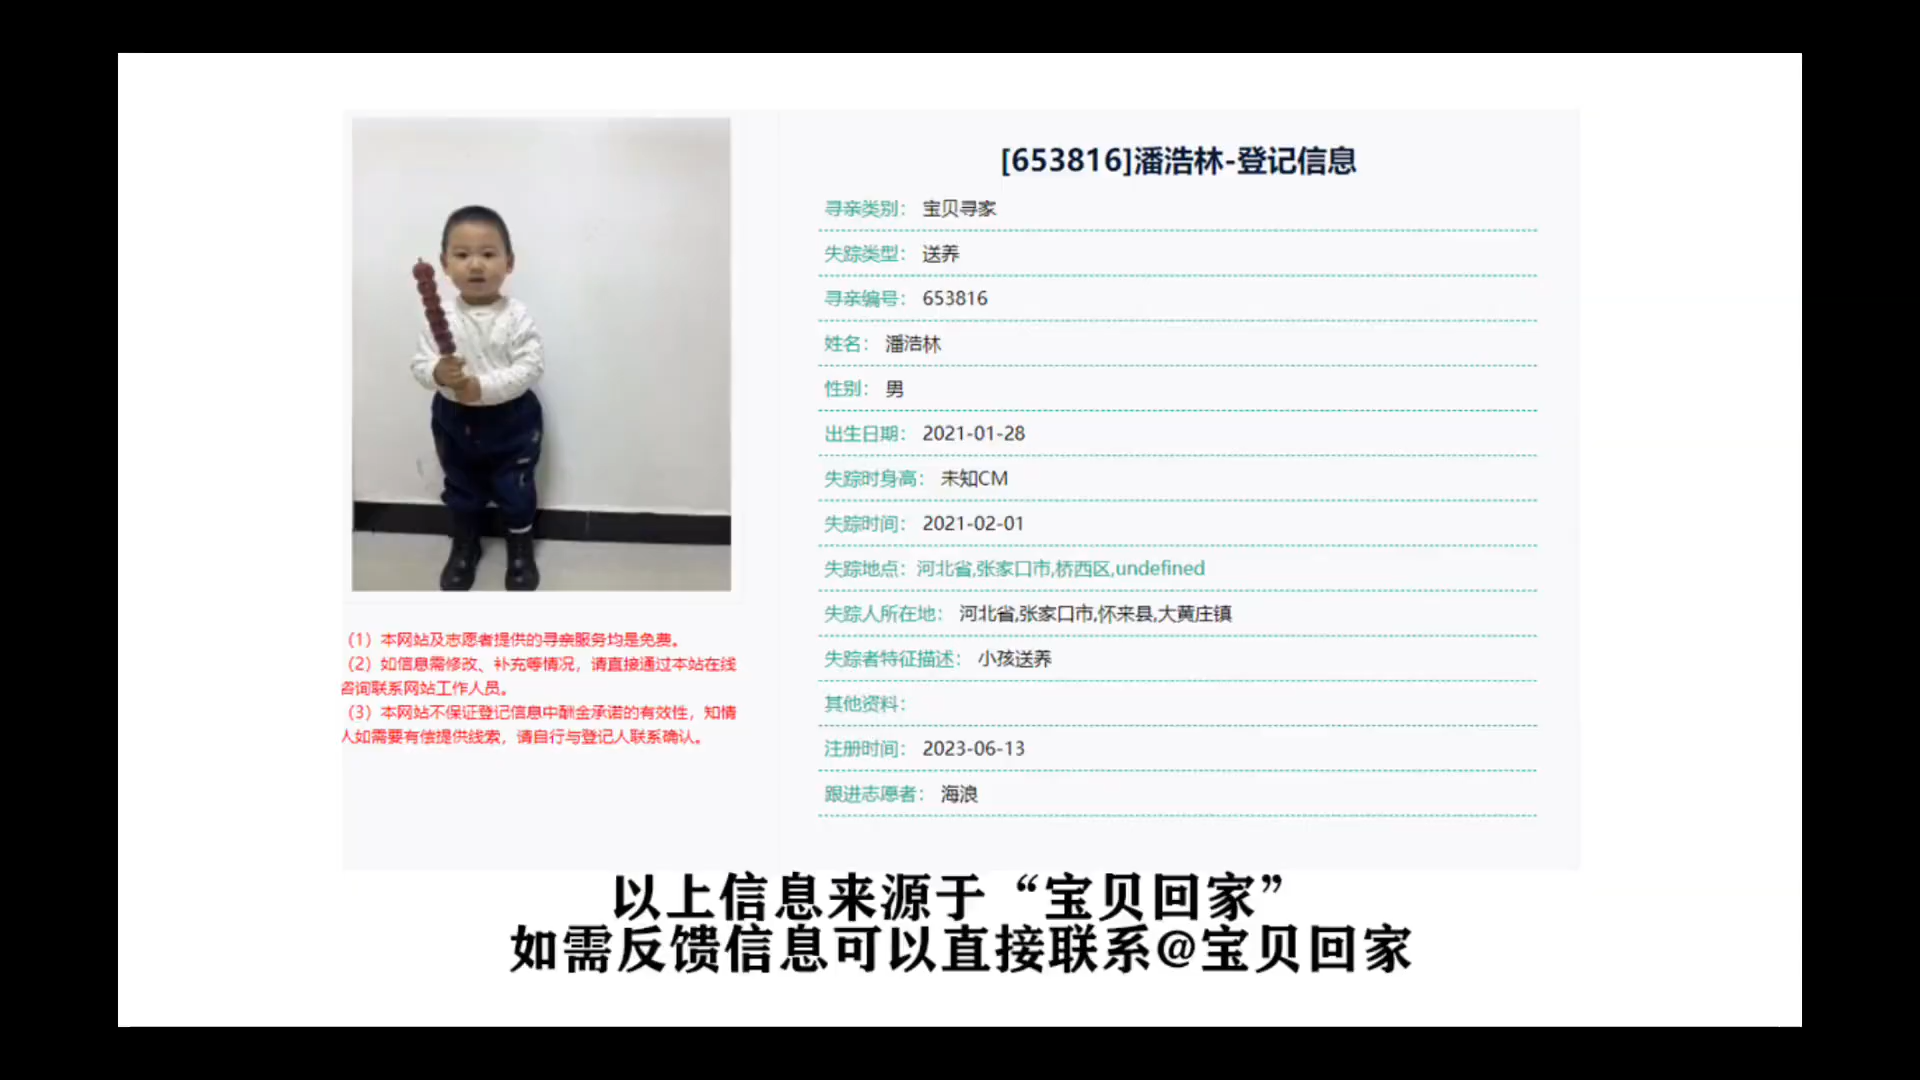 [653816]潘浩林-登记信息
寻亲类别： 宝贝寻家
失踪类型： 送养
寻亲编号： 653816
姓名： 潘浩林
性别： 男
出生日期： 2021-01-28
失踪时身高： 未知CM
失踪时间： 2021-02-01
失踪地点：河北省,张家口市,桥西区,undefined
失踪人所在地： 河北省,张家口市,怀来县,大黄庄镇
失踪者特征描述： 小孩送养
其他资料：
注册时间： 2023-06-13
跟进志愿者： 海浪
（1）本网站及志愿者提供的寻亲服务均是免费。
（2）如信息需修改、补充等情况，请直接通过本站在线
咨询联系网站工作人员。
（3）本网站不保证登记信息中酬金承诺的有效性，知情
人如需要有偿提供线索，请自行与登记人联系确认。
以上信息来源于“宝贝回家”
如需反馈信息可以直接联系@宝贝回家